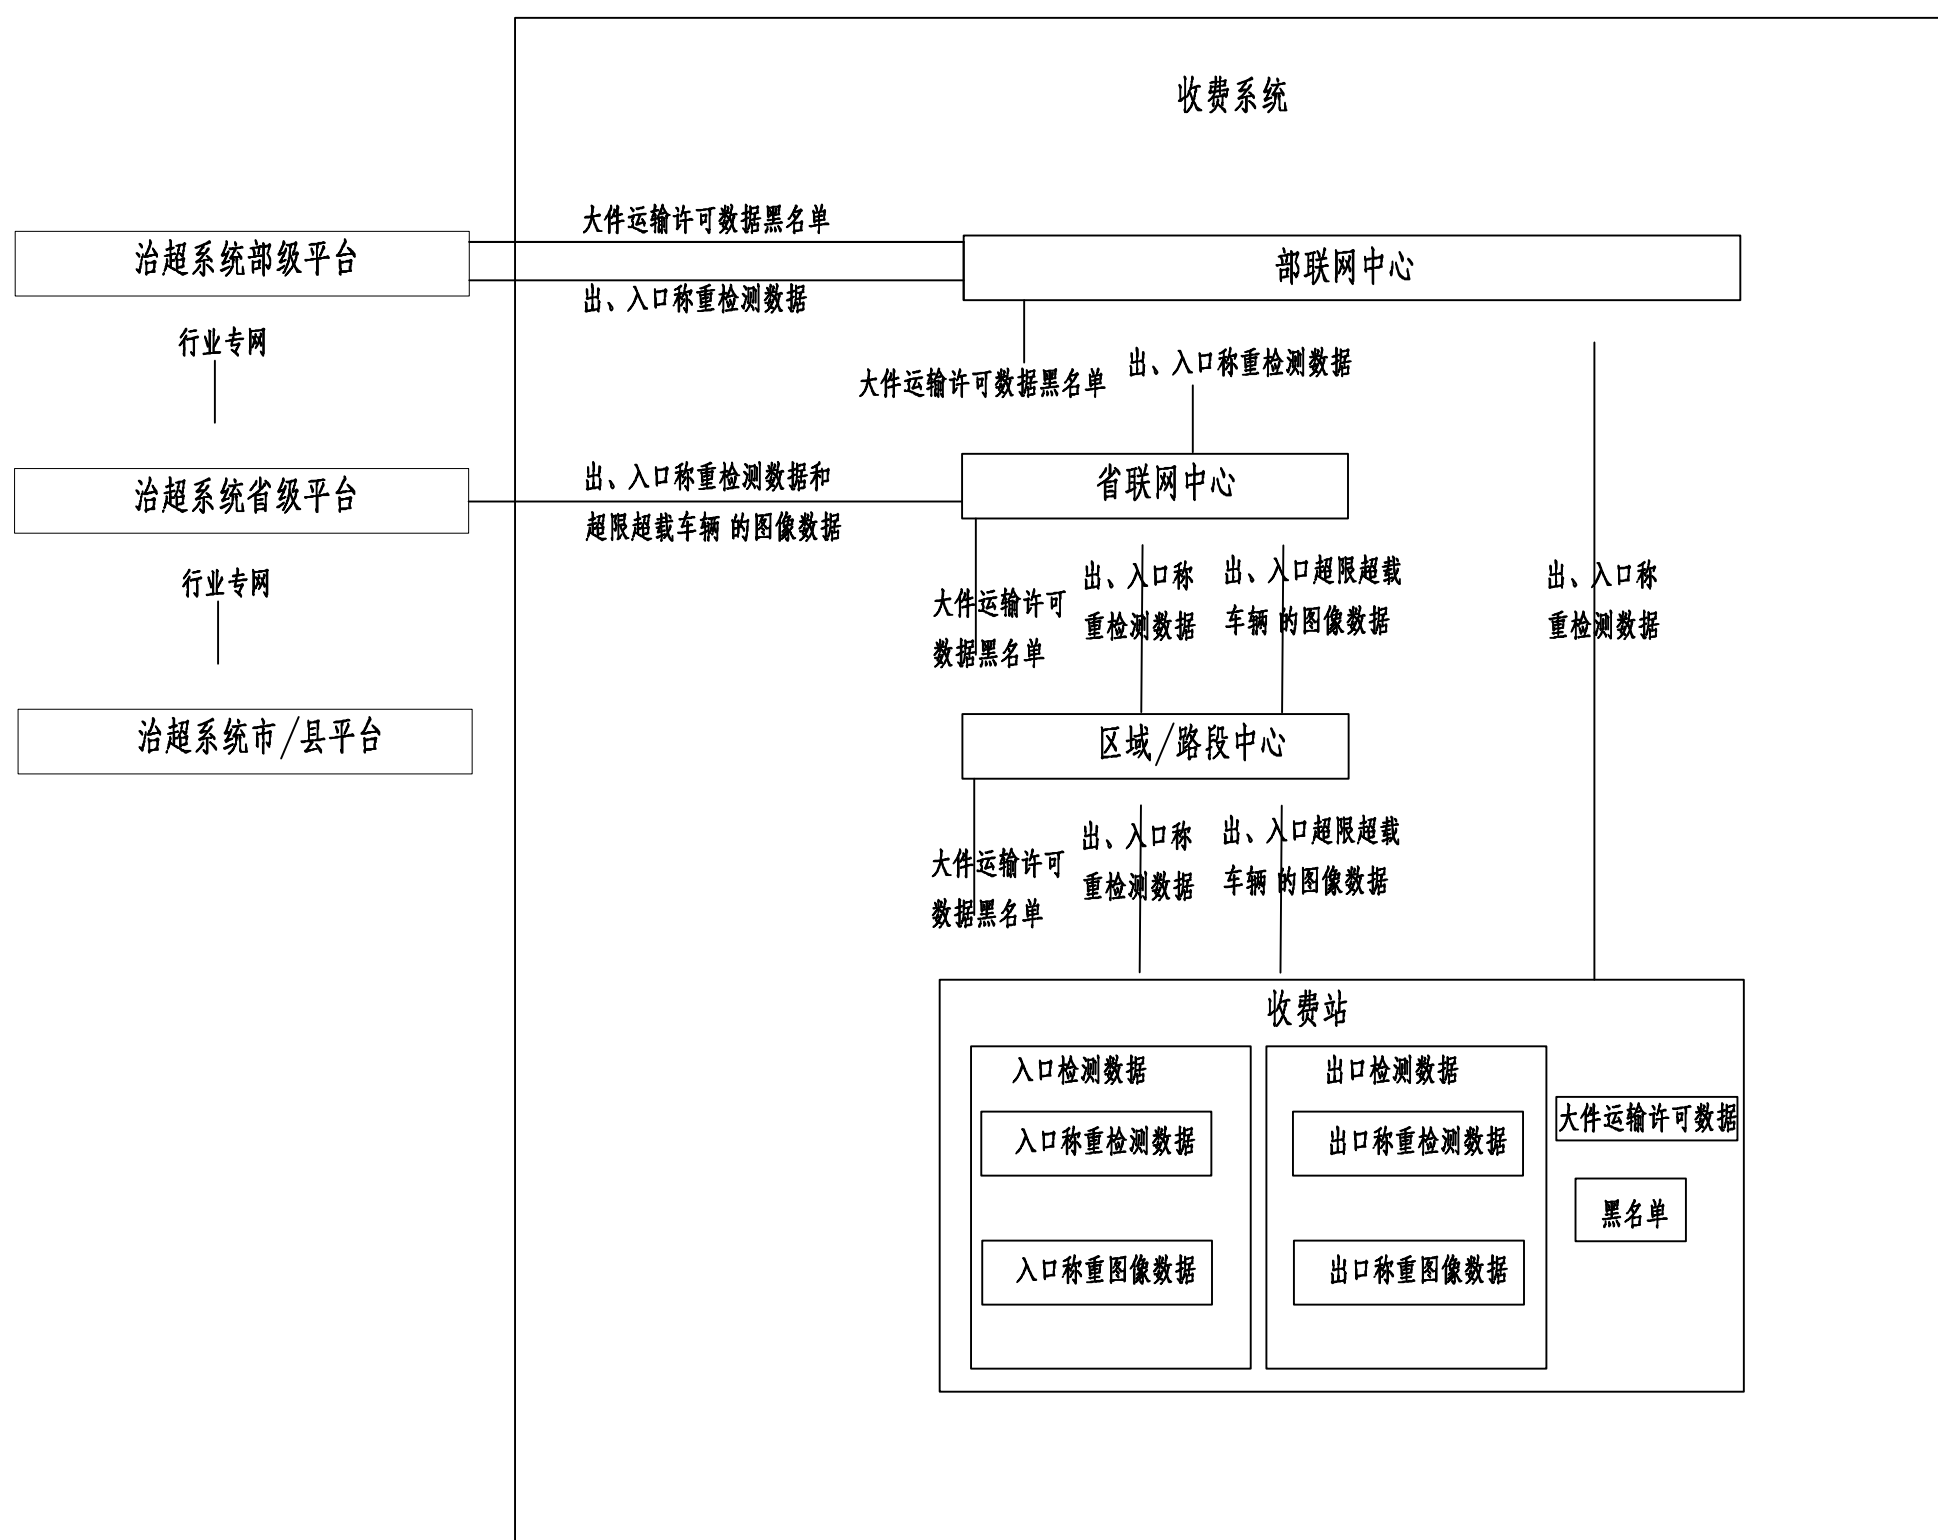 收费系统
大件运输许可数据黑名单
治超系统部级平台
部联网中心
出、入口称重检测数据
行业专网
大件运输许可数据黑名单
出、入口称重检测数据
治超系统省级平台
出、入口称重检测数据和
超限超载车辆 的图像数据
省联网中心
行业专网
大件运输许可
数据黑名单
出、入口称
重检测数据
出、入口超限超载
车辆 的图像数据
出、入口称
重检测数据
治超系统市/县平台
区域/路段中心
大件运输许可
数据黑名单
出、入口称
重检测数据
出、入口超限超载
车辆 的图像数据
收费站
入口检测数据
入口称重检测数据
入口称重图像数据
出口检测数据
出口称重检测数据
出口称重图像数据
大件运输许可数据
黑名单